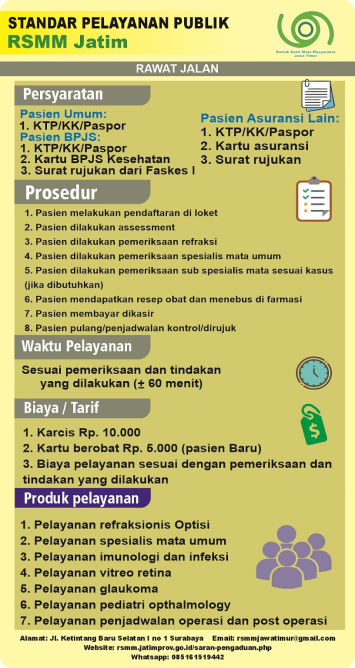 STANDAR PELAYANAN PUBLIK
RSMM Jatim
Rumah Sakit Mata Masyarakat
Jawa Timur
RAWAT JALAN
Persyaratan
Pasien Umum:
1. KTP/KK/Paspor
Pasien BPJS:
1. KTP/KK/Paspor
2. Kartu BPJS Kesehatan
3. Surat rujukan dari Faskes I
Pasien Asuransi Lain:
1. KTP/KK/Paspor
2. Kartu asuransi
3. Surat rujukan
Prosedur
1. Pasien melakukan pendaftaran di loket
2. Pasien dilakukan assessment
3. Pasien dilakukan pemeriksaan refraksi
4. Pasien dilakukan pemeriksaan spesialis mata umum
5. Pasien dilakukan pemeriksaan sub spesialis mata sesuai kasus
(jika dibutuhkan)
6. Pasien mendapatkan resep obat dan menebus di farmasi
7. Pasien membayar dikasir
8. Pasien pulang/penjadwalan kontrol/dirujuk
Waktu Pelayanan
Sesuai pemeriksaan dan tindakan
yang dilakukan (± 60 menit)
Biaya / Tarif
1. Karcis Rp. 10.000
2. Kartu berobat Rp. 5.000 (pasien Baru)
3. Biaya pelayanan sesuai dengan pemeriksaan dan
tindakan yang dilakukan
Produk pelayanan
1. Pelayanan refraksionis Optisi
2. Pelayanan spesialis mata umum
3. Pelayanan imunologi dan infeksi
4. Pelayanan vitreo retina
5. Pelayanan glaukoma
6. Pelayanan pediatri opthalmology
7. Pelayanan penjadwalan operasi dan post operasi
Alamat: Jl. Ketintang Baru Selatan I no 1 Surabaya Email: rsmmjawatimur@gmail.com
Website: rsmm.jatimprov.go.id/saran-pengaduan.php
Whatsapp: 085161519442